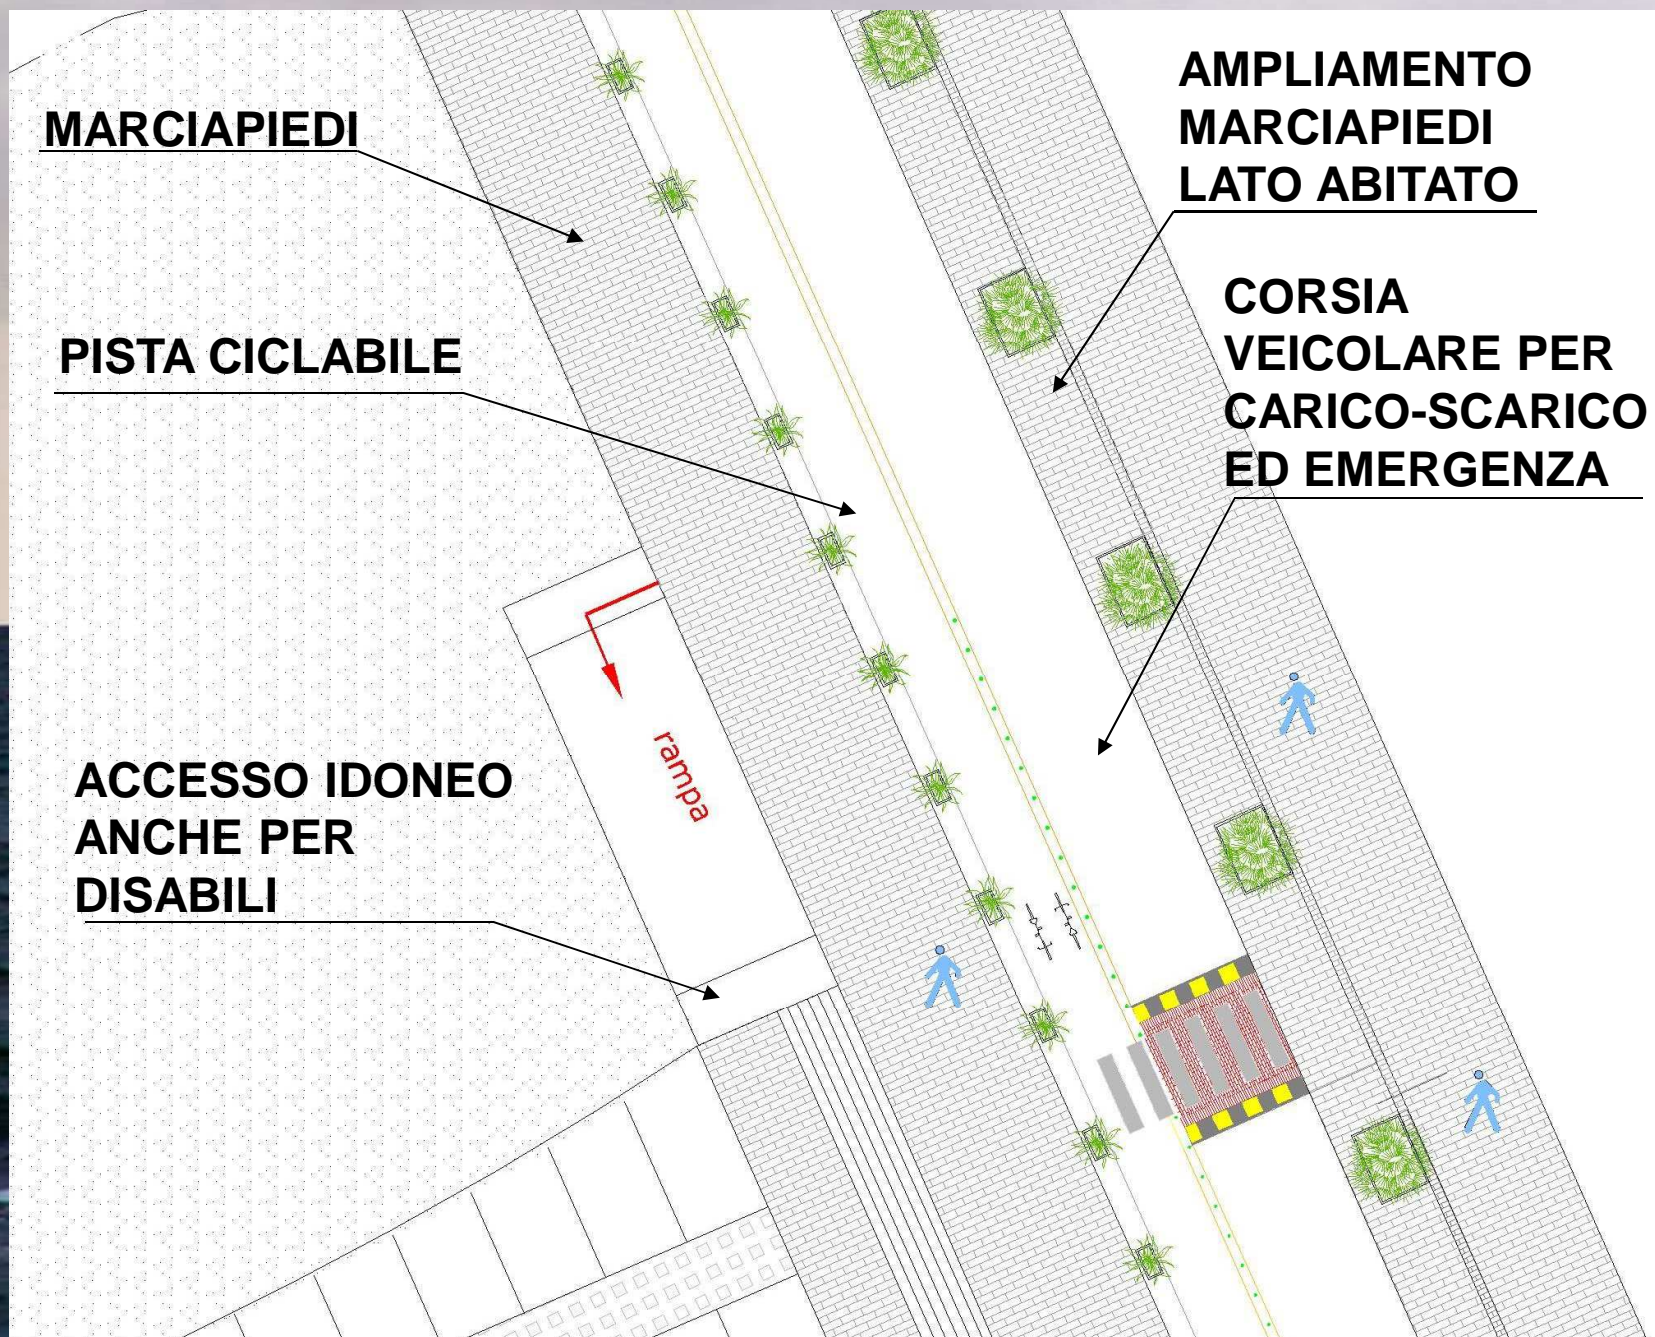 MARCIAPIEDI
AMPLIAMENTO
MARCIAPIEDI
LATO ABITATO
PISTA CICLABILE
CORSIA
VEICOLARE PER
CARICO-SCARICO
ED EMERGENZA
rampa
ACCESSO IDONEO
ANCHE PER
DISABILI